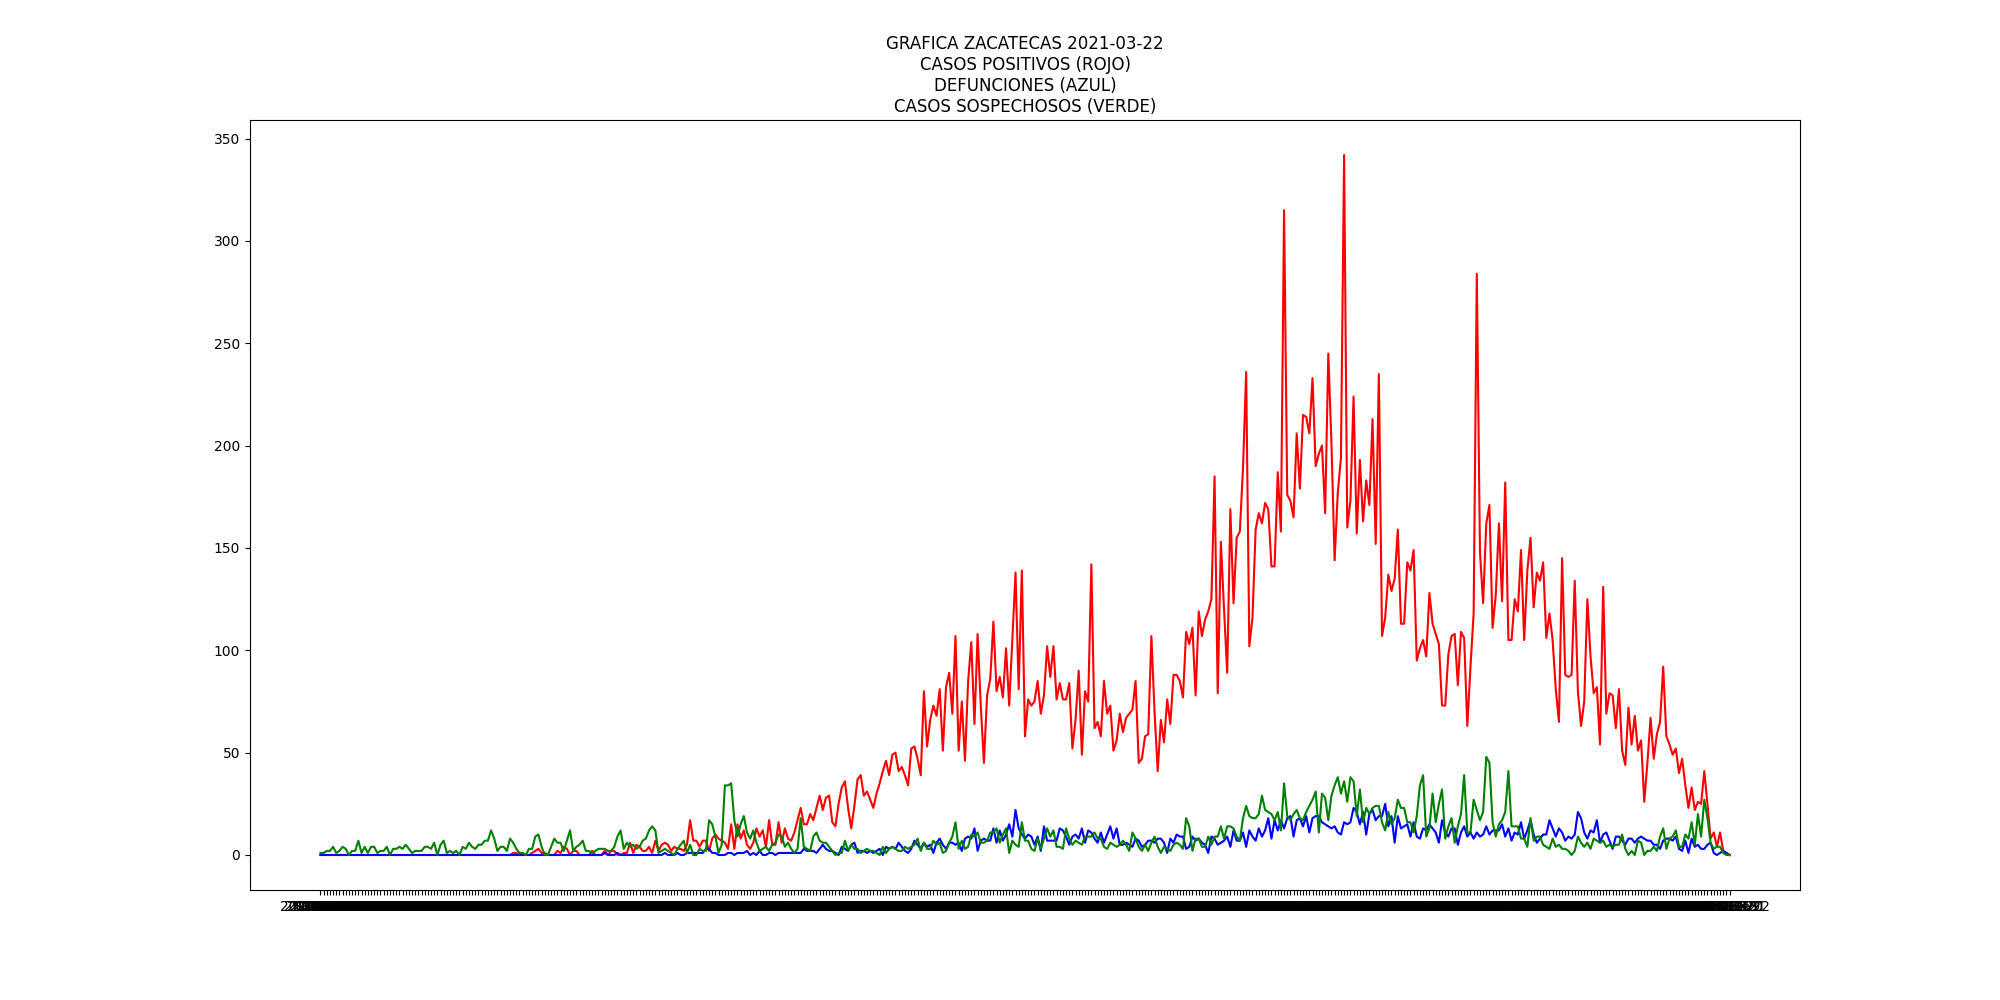 GRAFICA ZACATECAS 2021-03-22
CASOS POSITIVOS (ROJO)
DEFUNCIONES (AZUL)
CASOS SOSPECHOSOS (VERDE)
350
300
250
200
150
100
50
0